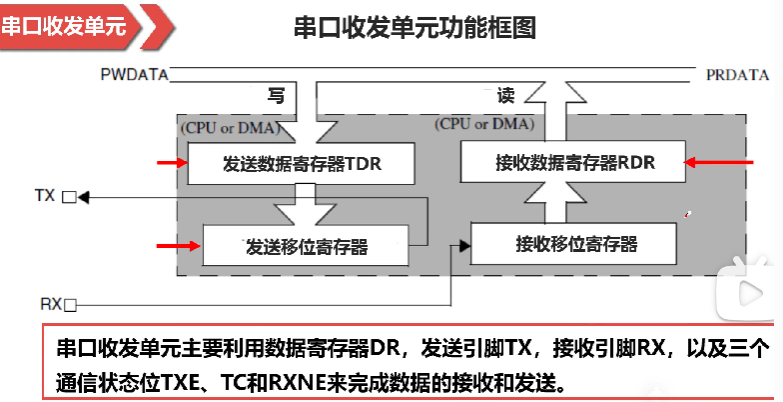 串口收发单元
串口收发单元功能框图
PWDATA
PRDATA
写
读
(CPU or DMA)
(CPU or DMA)
发送数据寄存器TDR
接收数据寄存器RDR
TX
发送移位寄存器
接收移位寄存器
RX
串口收发单元主要利用数据寄存器DR，发送引脚TX，接收引脚RX，以及三个
通信状态位TXE、TC和RXNE来完成数据的接收和发送。